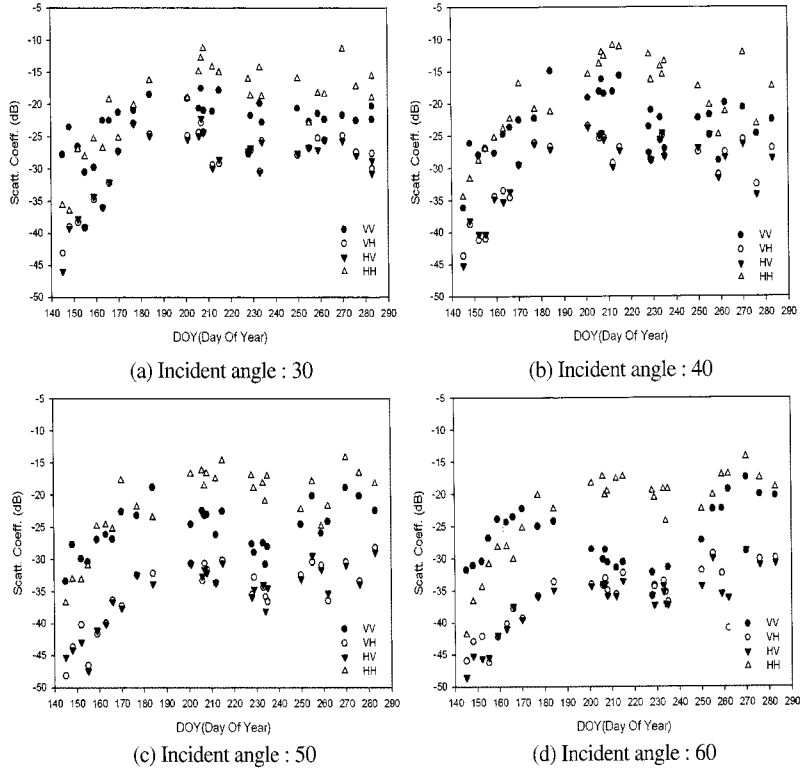 -5
-10
-15
-20
-25
-30
-35
-40
-45
-50
Scatt. Coeff. (dB)
VV
VH
HV
HH
140 150 160 170 180 190 200 210 220 230 240 250 260 270 280 290
DOY(Day Of Year)
(a) Incident angle : 30
-5
-10
-15
-20
-25
-30
-35
-40
-45
-50
Scatt. Coeff. (dB)
VV
VH
HV
HH
140 150 160 170 180 190 200 210 220 230 240 250 260 270 280 290
DOY(Day Of Year)
(b) Incident angle : 40
-5
-10
-15
-20
-25
-30
-35
-40
-45
-50
Scatt. Coeff. (dB)
VV
VH
HV
HH
140 150 160 170 180 190 200 210 220 230 240 250 260 270 280 290
DOY(Day Of Year)
(c) Incident angle : 50
-5
-10
-15
-20
-25
-30
-35
-40
-45
-50
Scatt. Coeff. (dB)
VV
VH
HV
HH
140 150 160 170 180 190 200 210 220 230 240 250 260 270 280 290
DOY(Day Of Year)
(d) Incident angle : 60